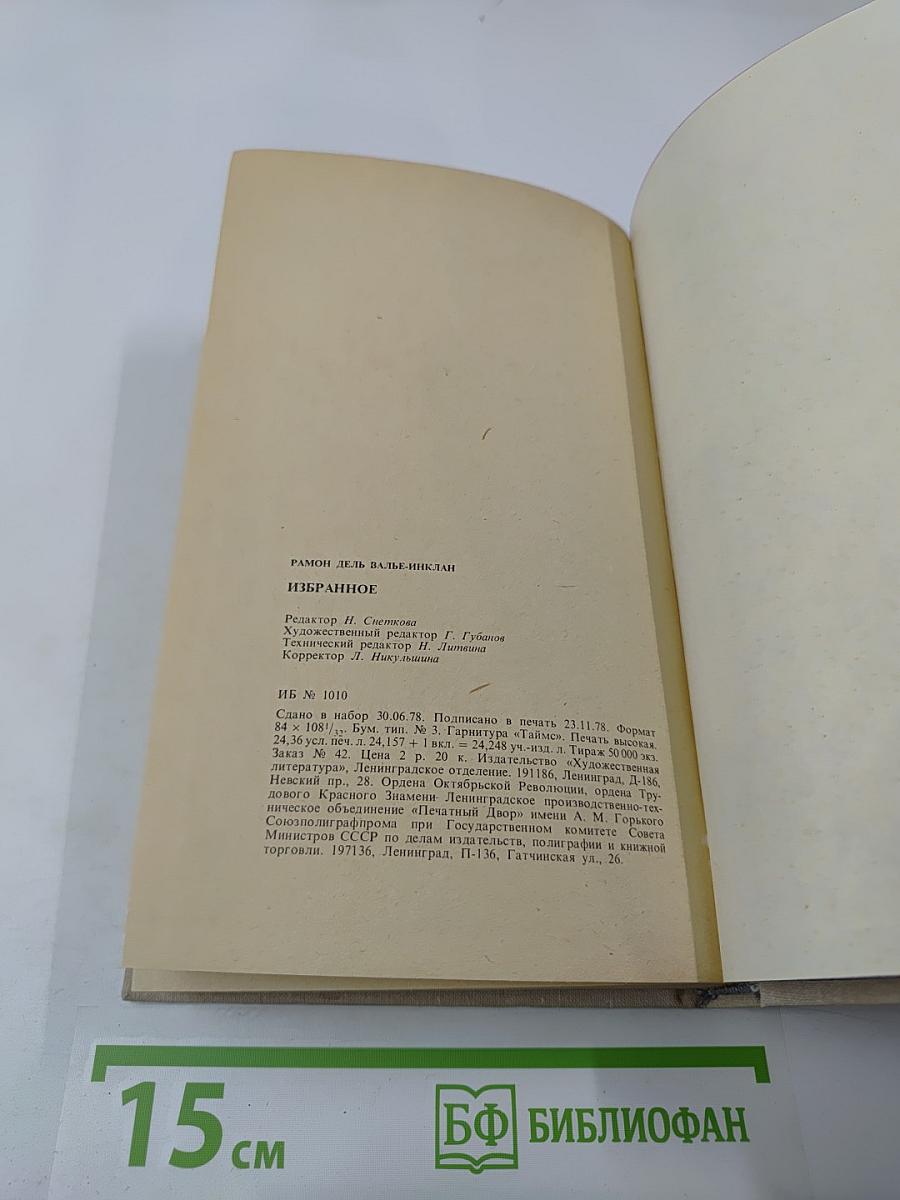 РАМОН ДЕЛЬ ВАЛЬЕ-ИНКЛАН
ИЗБРАННОЕ
Редактор Н. Снеткова
Художественный редактор Г. Губанов
Технический редактор Н. Литвина
Корректор Л. Никульшина
ИБ № 1010
Сдано в набор 30.06.78. Подписано в печать 23.11.78. Формат
84 × 108¹/₃₂. Бум. тип. № 3. Гарнитура «Таймс». Печать высокая.
24,36 усл. печ. л. 24,157 + 1 вкл. = 24,248 уч.-изд. л. Тираж 50 000 экз.
Заказ № 42. Цена 2 р. 20 к. Издательство «Художественная
литература», Ленинградское отделение. 191186, Ленинград, Д-186,
Невский пр., 28. Ордена Октябрьской Революции, ордена Тру-
дового Красного Знамени Ленинградское производственно-тех-
ническое объединение «Печатный Двор» имени А. М. Горького
Союзполиграфпрома при Государственном комитете Совета
Министров СССР по делам издательств, полиграфии и книжной
торговли. 197136, Ленинград, П-136, Гатчинская ул., 26.
15 см
БФ БИБЛИОФАН